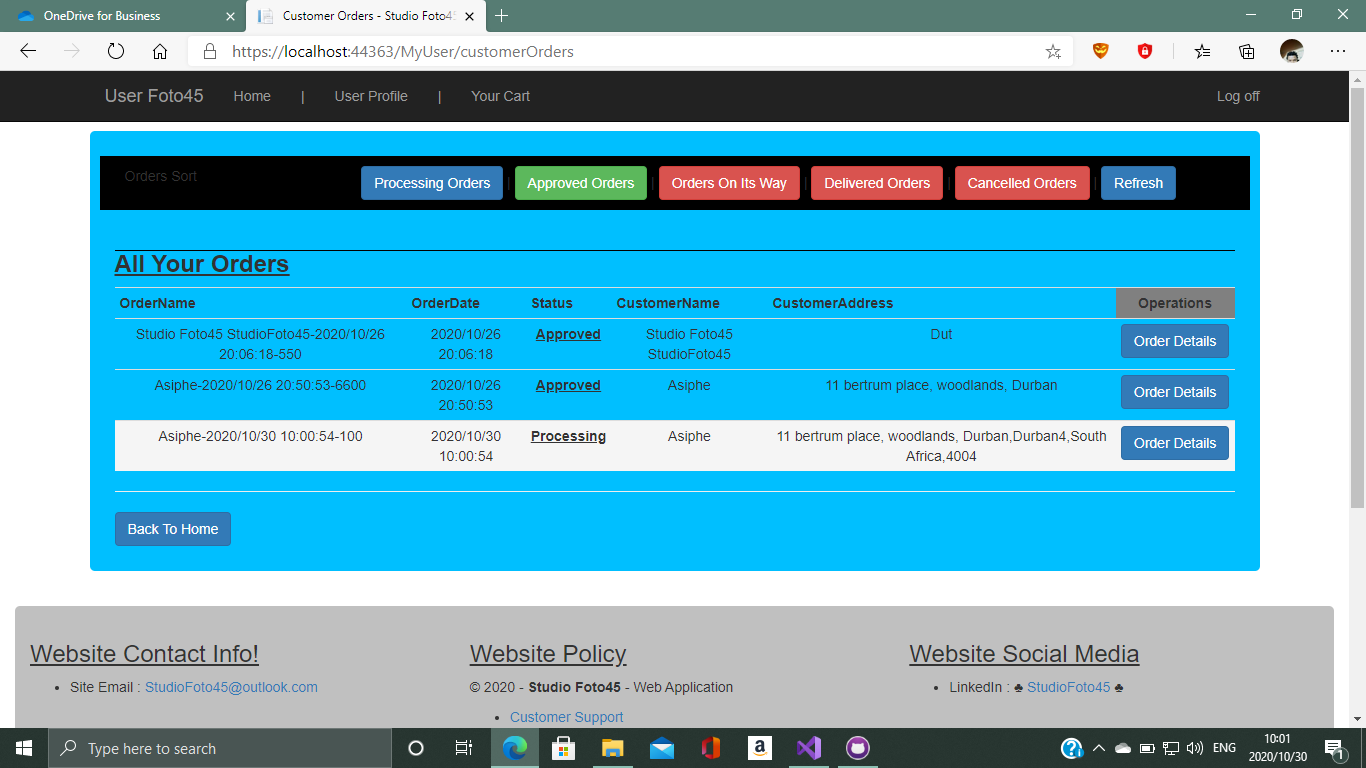 OneDrive for Business
Customer Orders - Studio Foto45
https://localhost:44363/MyUser/customerOrders
User Foto45 Home | User Profile | Your Cart Log off
Orders Sort Processing Orders | Approved Orders | Orders On Its Way | Delivered Orders | Cancelled Orders | Refresh
All Your Orders
OrderName OrderDate Status CustomerName CustomerAddress Operations
Studio Foto45 StudioFoto45-2020/10/26 2020/10/26 Approved Studio Foto45 Dut Order Details
20:06:18-550 20:06:18 StudioFoto45
Asiphe-2020/10/26 20:50:53-6600 2020/10/26 Approved Asiphe 11 bertrum place, woodlands, Durban Order Details
20:50:53
Asiphe-2020/10/30 10:00:54-100 2020/10/30 Processing Asiphe 11 bertrum place, woodlands, Durban,Durban4,South Order Details
10:00:54 Africa,4004
Back To Home
Website Contact Info! Website Policy Website Social Media
• Site Email : StudioFoto45@outlook.com © 2020 - Studio Foto45 - Web Application • LinkedIn : ♣ StudioFoto45 ♣
• Customer Support
Type here to search ENG 10:01
2020/10/30 1